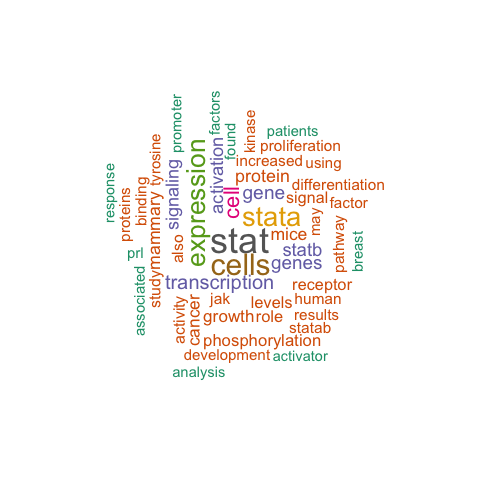 promoter
factors
found
kinase
patients
proliferation
increased
using
response
tyrosine
expression
activation
protein
differentiation
proteins
binding
mammary
signaling
cell
gene
signal
factor
stata
may
also
stat
mice
pathway
breast
prl
statb
cells
genes
associated
study
transcription
receptor
activity
cancer
jak
levels
human
growth
role
results
statab
phosphorylation
development
activator
analysis